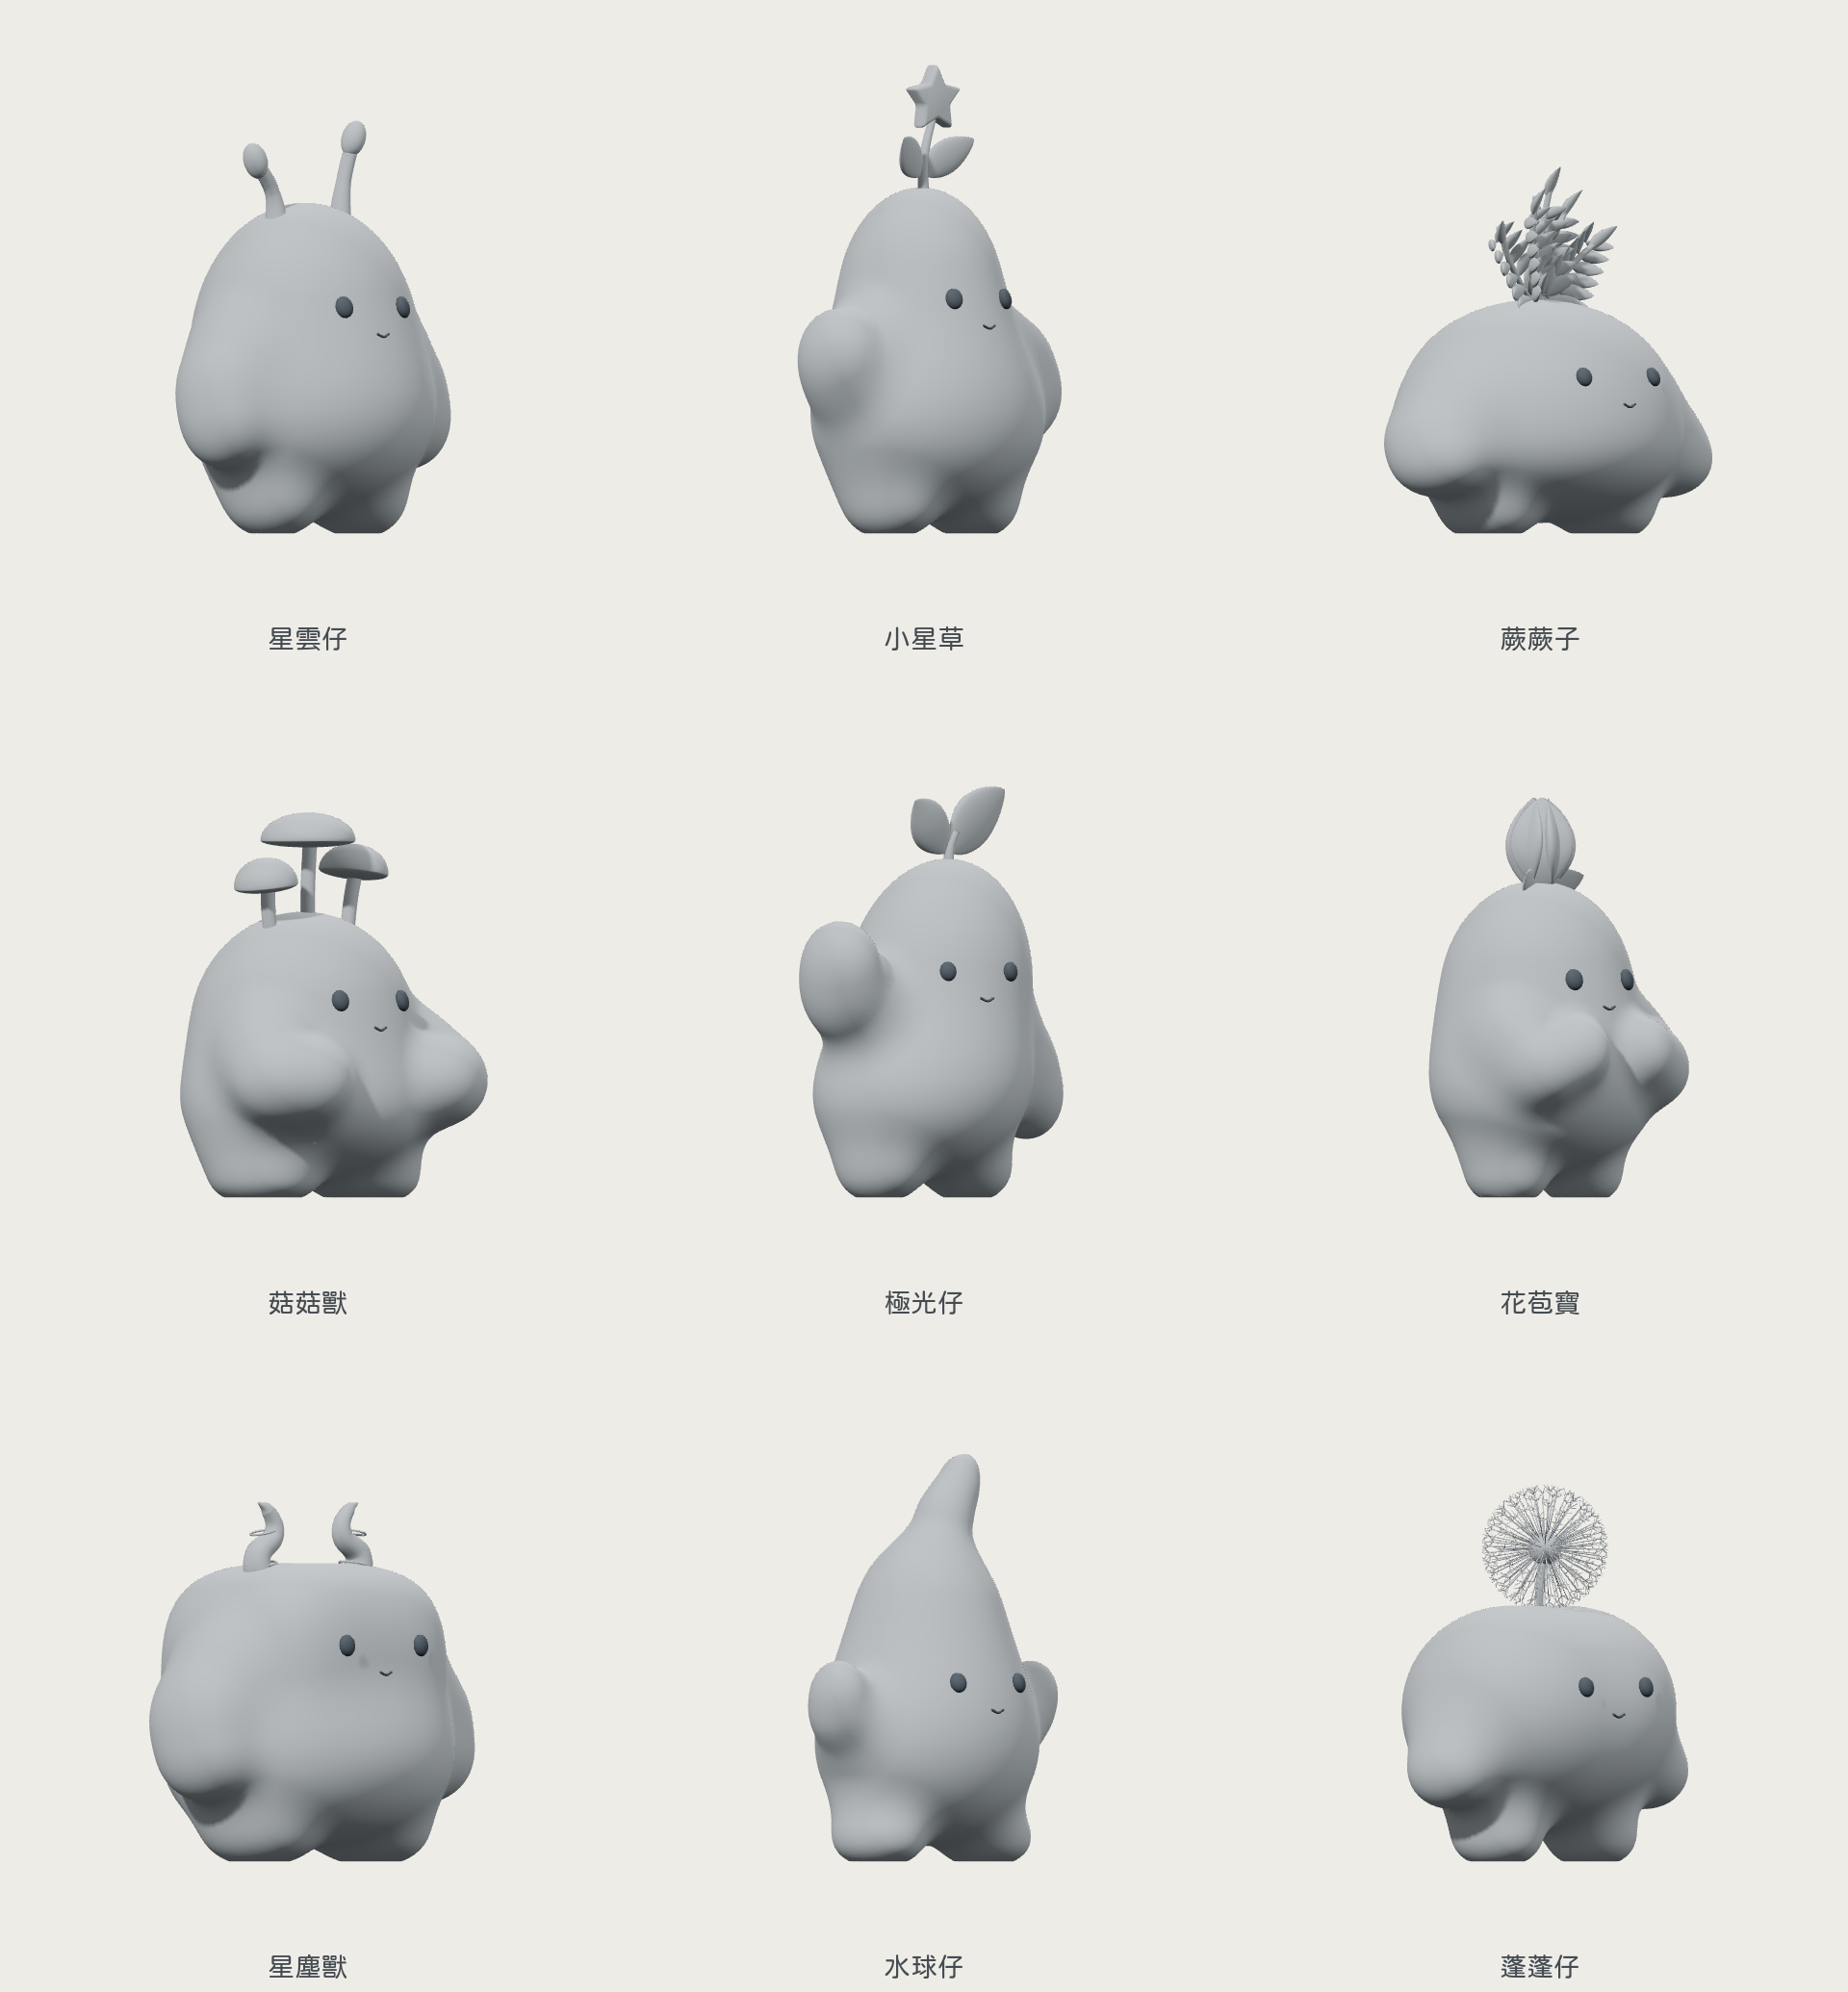 星雲仔
小星草
蕨蕨子
菇菇獸
極光仔
花苞寶
星塵獸
水球仔
蓬蓬仔